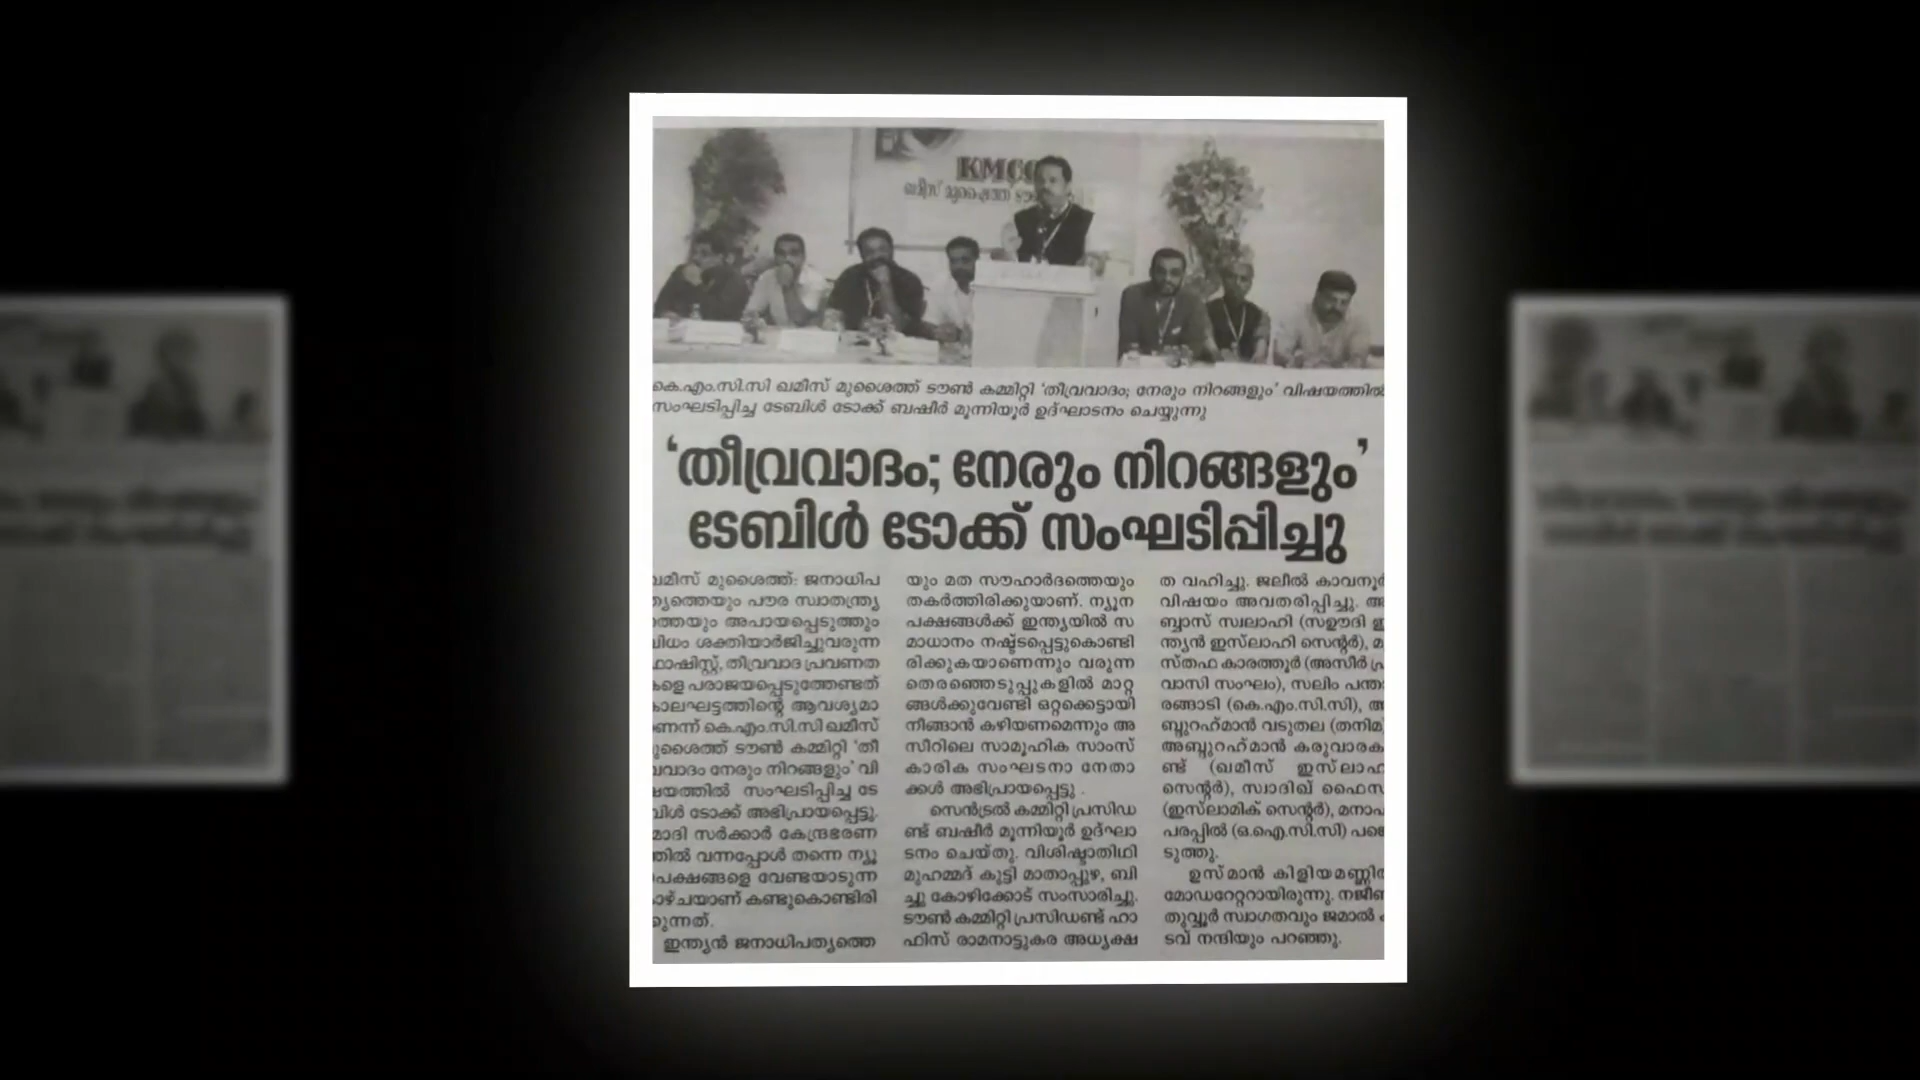 KMCC
ഖമീസ് മുശൈത്ത്
കെ.എം.സി.സി ഖമീസ് മുശൈത്ത് ടൗൺ കമ്മിറ്റി ‘തീവ്രവാദം; നേരും നിറങ്ങളും’ വിഷയത്തിൽ
സംഘടിപ്പിച്ച ടേബിൾ ടോക്ക് ബഷീർ മൂന്നിയൂർ ഉദ്ഘാടനം ചെയ്യുന്നു
‘തീവ്രവാദം; നേരും നിറങ്ങളും’
ടേബിൾ ടോക്ക് സംഘടിപ്പിച്ചു
ഖമീസ് മുശൈത്ത്: ജനാധിപ
ത്യത്തെയും പൗര സ്വാതന്ത്ര്യ
ത്തെയും അപായപ്പെടുത്തും
വിധം ശക്തിയാർജിച്ചുവരുന്ന
ഫാഷിസ്റ്റ്, തീവ്രവാദ പ്രവണത
കളെ പരാജയപ്പെടുത്തേണ്ടത്
കാലഘട്ടത്തിന്റെ ആവശ്യമാ
ണെന്ന് കെ.എം.സി.സി ഖമീസ്
മുശൈത്ത് ടൗൺ കമ്മിറ്റി ‘തീ
വ്രവാദം നേരും നിറങ്ങളും’ വി
ഷയത്തിൽ സംഘടിപ്പിച്ച ടേ
ബിൾ ടോക്ക് അഭിപ്രായപ്പെട്ടു.
മോദി സർക്കാർ കേന്ദ്രഭരണ
ത്തിൽ വന്നപ്പോൾ തന്നെ ന്യൂ
നപക്ഷങ്ങളെ വേണ്ടയാടുന്ന
കാഴ്ചയാണ് കണ്ടുകൊണ്ടിരി
ക്കുന്നത്.
ഇന്ത്യൻ ജനാധിപത്യത്തെ
യും മത സൗഹാർദത്തെയും
തകർത്തിരിക്കുയാണ്. ന്യൂന
പക്ഷങ്ങൾക്ക് ഇന്ത്യയിൽ സ
മാധാനം നഷ്ട്ടപ്പെട്ടുകൊണ്ടി
രിക്കുകയാണെന്നും വരുന്ന
തെരഞ്ഞെടുപ്പുകളിൽ മാറ്റ
ങ്ങൾക്കുവേണ്ടി ഒറ്റക്കെട്ടായി
നീങ്ങാൻ കഴിയണമെന്നും അ
സീറിലെ സാമൂഹിക സാംസ്
കാരിക സംഘടനാ നേതാ
ക്കൾ അഭിപ്രായപ്പെട്ടു .
സെൻട്രൽ കമ്മിറ്റി പ്രസിഡ
ണ്ട് ബഷീർ മൂന്നിയൂർ ഉദ്ഘാ
ടനം ചെയ്തു. വിശിഷ്ടാതിഥി
മുഹമ്മദ് കുട്ടി മാതാപ്പുഴ, ബി
ച്ചു കോഴിക്കോട് സംസാരിച്ചു.
ടൗൺ കമ്മിറ്റി പ്രസിഡണ്ട് ഹാ
ഫിസ് രാമനാട്ടുകര അധ്യക്ഷ
ത വഹിച്ചു. ജലീൽ കാവനൂർ
വിഷയം അവതരിപ്പിച്ചു. അ
ബ്ബാസ് സ്വലാഹി (സഊദി ഇ
ന്ത്യൻ ഇസ്‌ലാഹി സെന്റർ), മു
സ്തഫ കാരത്തൂർ (അസീർ പ്ര
വാസി സംഘം), സലിം പന്താ
രങ്ങാടി (കെ.എം.സി.സി), അ
ബ്ദുറഹ്മാൻ വടുതല (തനിമ)
അബ്ദുറഹ്മാൻ കരുവാരക
ണ്ട് (ഖമീസ് ഇസ്‌ലാഹി
സെന്റർ), സ്വാദിഖ് ഫൈസി
(ഇസ്‌ലാമിക് സെന്റർ), മനാഫ്
പരപ്പിൽ (ഒ.ഐ.സി.സി) പങ്കെ
ടുത്തു.
ഉസ്മാൻ കിളിയമണ്ണിൽ
മോഡറേറ്ററായിരുന്നു. നജീബ്
തുവ്വൂർ സ്വാഗതവും ജമാൽ
ടവ് നന്ദിയും പറഞ്ഞു.